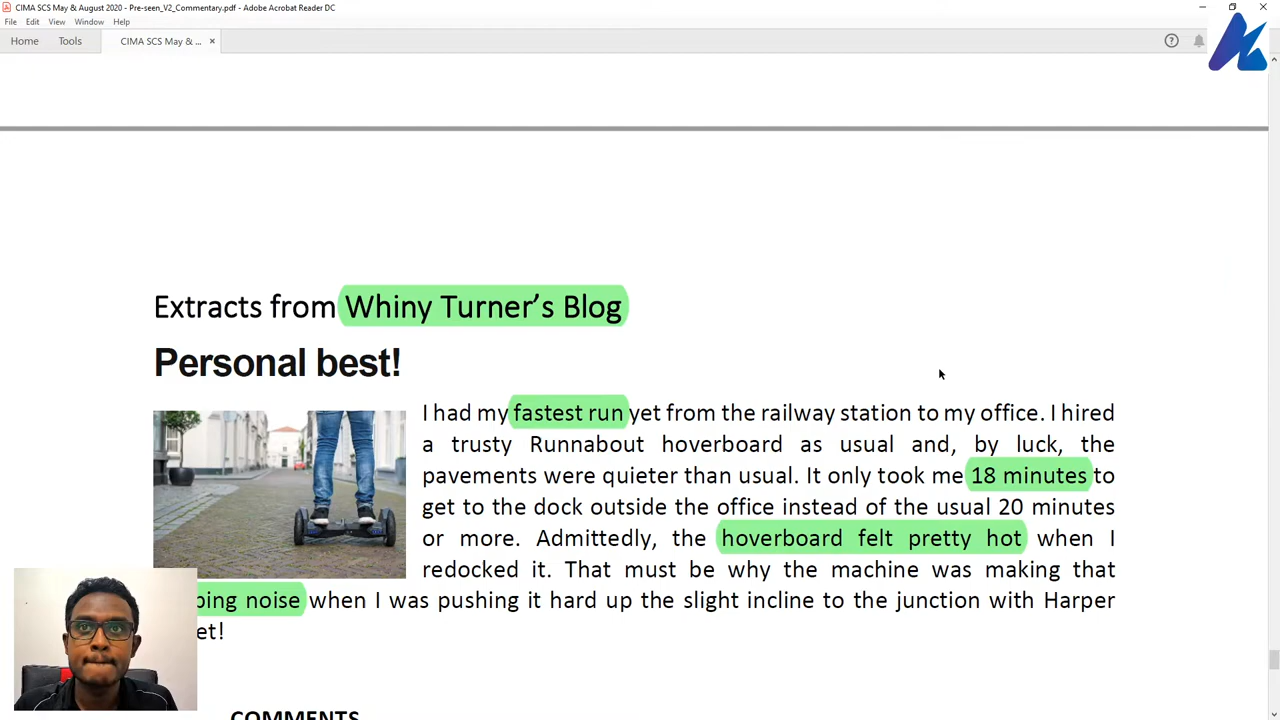 CIMA SCS May & August 2020 - Pre-seen_V2_Commentary.pdf - Adobe Acrobat Reader DC
File Edit View Window Help
Home Tools CIMA SCS May & ... ×
Extracts from Whiny Turner’s Blog
Personal best!
I had my fastest run yet from the railway station to my office. I hired
a trusty Runnabout hoverboard as usual and, by luck, the
pavements were quieter than usual. It only took me 18 minutes to
get to the dock outside the office instead of the usual 20 minutes
or more. Admittedly, the hoverboard felt pretty hot when I
redocked it. That must be why the machine was making that
noise when I was pushing it hard up the slight incline to the junction with Harper
COMMENTS